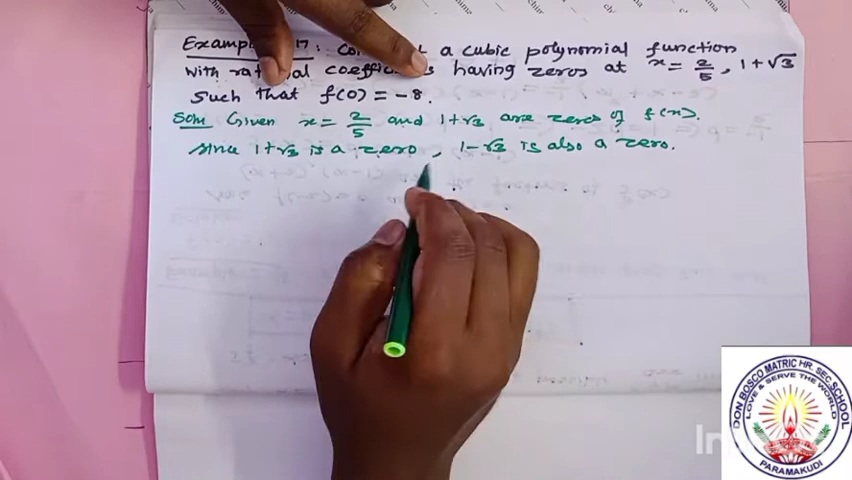 17: a cubic polynomial function
with having zeros at x = 2/5, 1+√3
such that f(0) = -8.
Soln Given x = 2/5 and 1+√3 are zeros of f(x).
Since 1+√3 is a zero, 1-√3 is also a zero.
DON BOSCO MATRIC HR. SEC SCHOOL
LOVE & SERVE THE WORLD
PARAMAKUDI
In